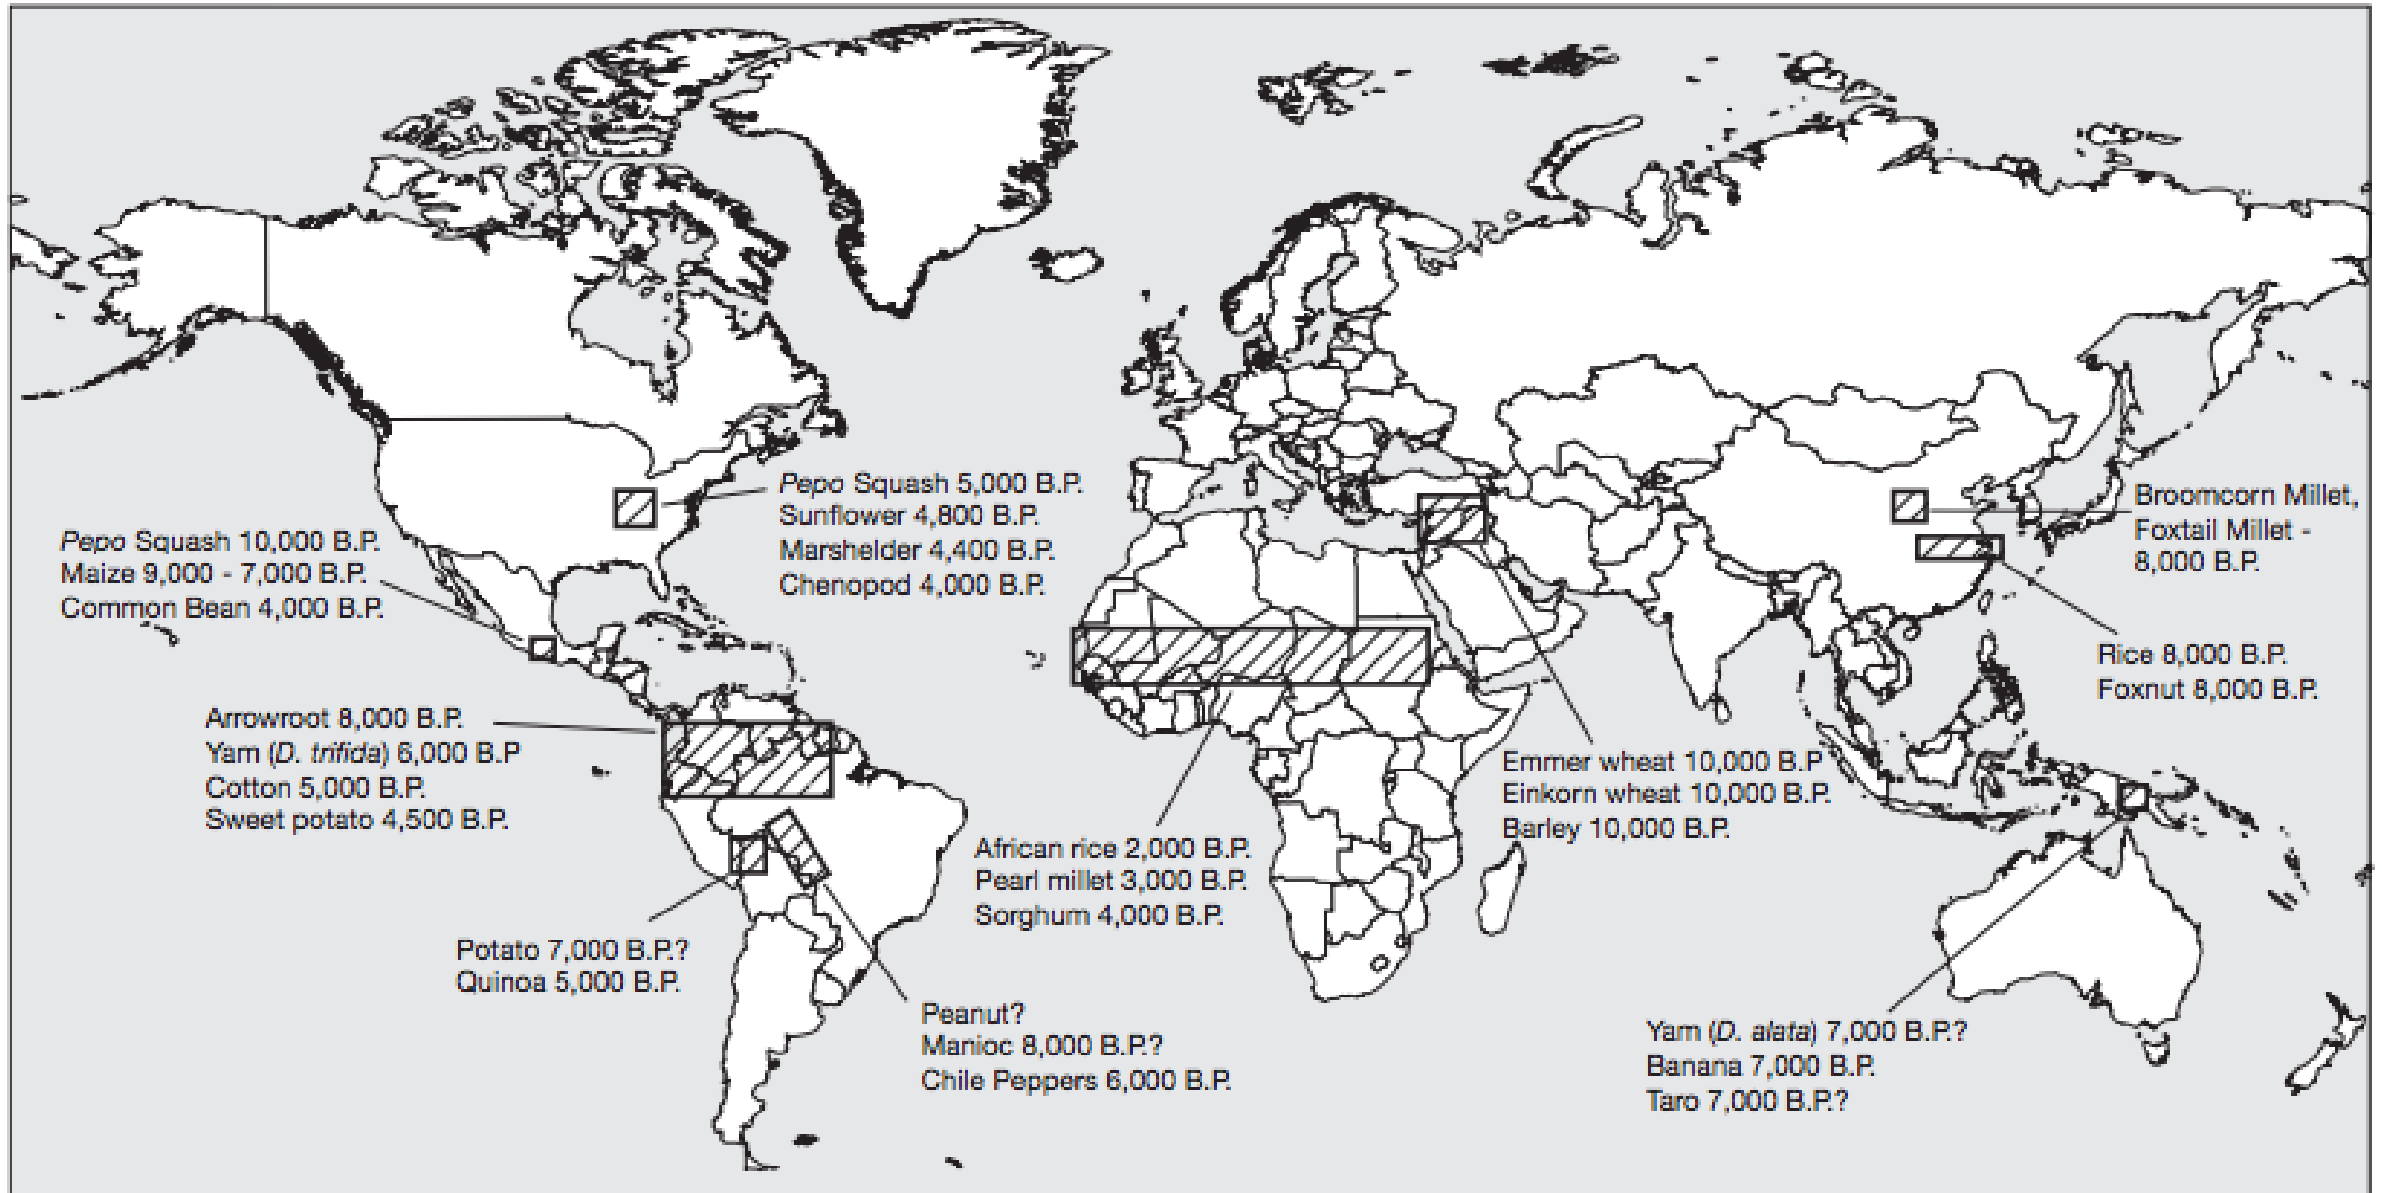 Pepo Squash 5,000 B.P.
Sunflower 4,800 B.P.
Marshelder 4,400 B.P.
Chenopod 4,000 B.P.
Pepo Squash 10,000 B.P.
Maize 9,000 - 7,000 B.P.
Common Bean 4,000 B.P.
Broomcorn Millet,
Foxtail Millet -
8,000 B.P.
Rice 8,000 B.P.
Foxnut 8,000 B.P.
Arrowroot 8,000 B.P.
Yam (D. trifida) 6,000 B.P
Cotton 5,000 B.P.
Sweet potato 4,500 B.P.
Emmer wheat 10,000 B.P
Einkorn wheat 10,000 B.P.
Barley 10,000 B.P.
African rice 2,000 B.P.
Pearl millet 3,000 B.P.
Sorghum 4,000 B.P.
Potato 7,000 B.P.?
Quinoa 5,000 B.P.
Peanut?
Manioc 8,000 B.P.?
Chile Peppers 6,000 B.P.
Yam (D. alata) 7,000 B.P.?
Banana 7,000 B.P.
Taro 7,000 B.P.?